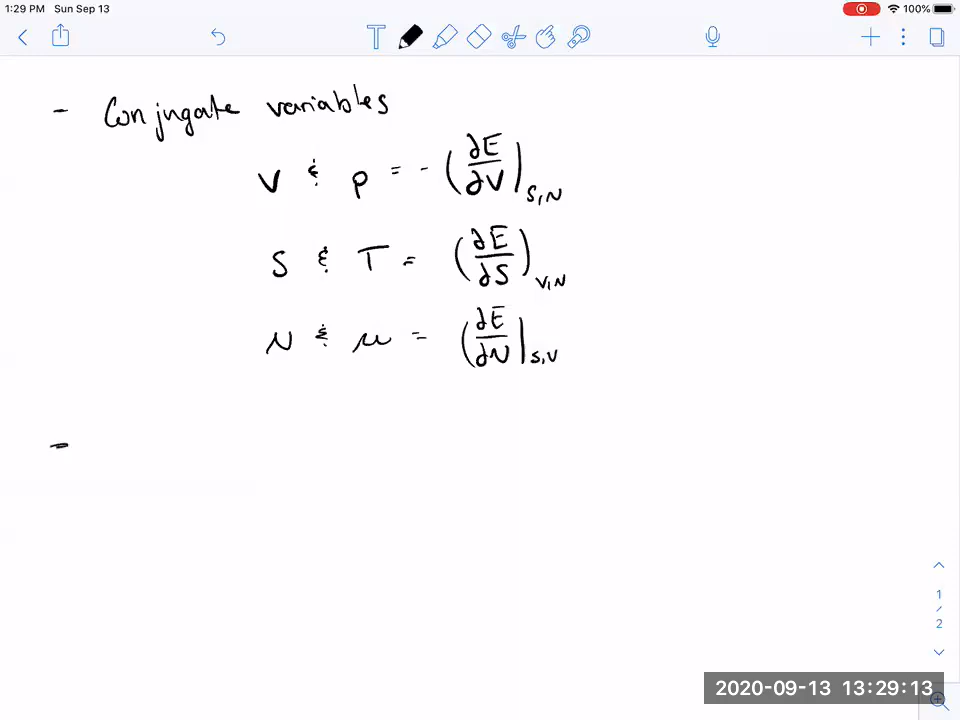 1:29 PM Sun Sep 13 100%
- Conjugate variables
V & p = - (∂E/∂V)S,N
S & T = (∂E/∂S)V,N
N & μ = (∂E/∂N)S,V
-
1
/
2
2020-09-13 13:29:13